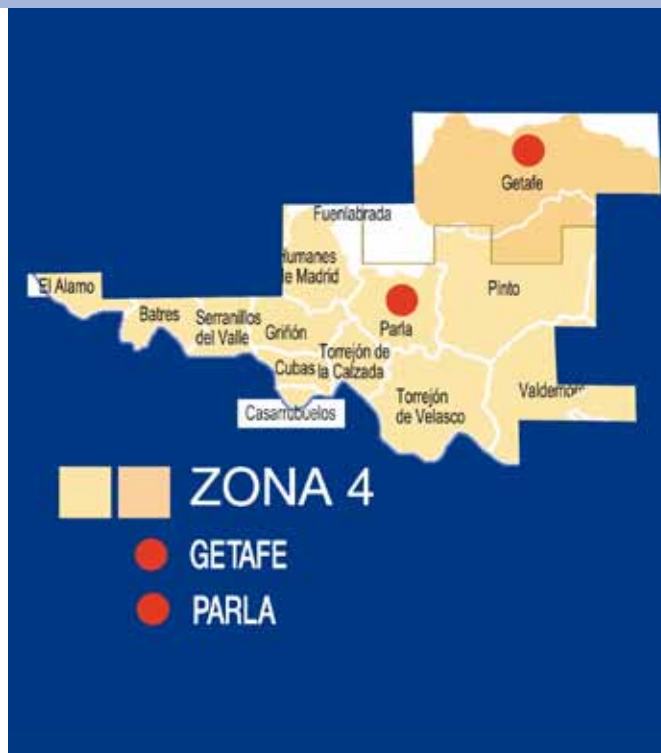 Getafe
Fuenlabrada
Humanes
de Madrid
El Alamo
Pinto
Batres
Serranillos
del Valle
Griñón
Parla
Cubas
Torrejón de
la Calzada
Casarrubuelos
Torrejón
de Velasco
ZONA 4
GETAFE
PARLA